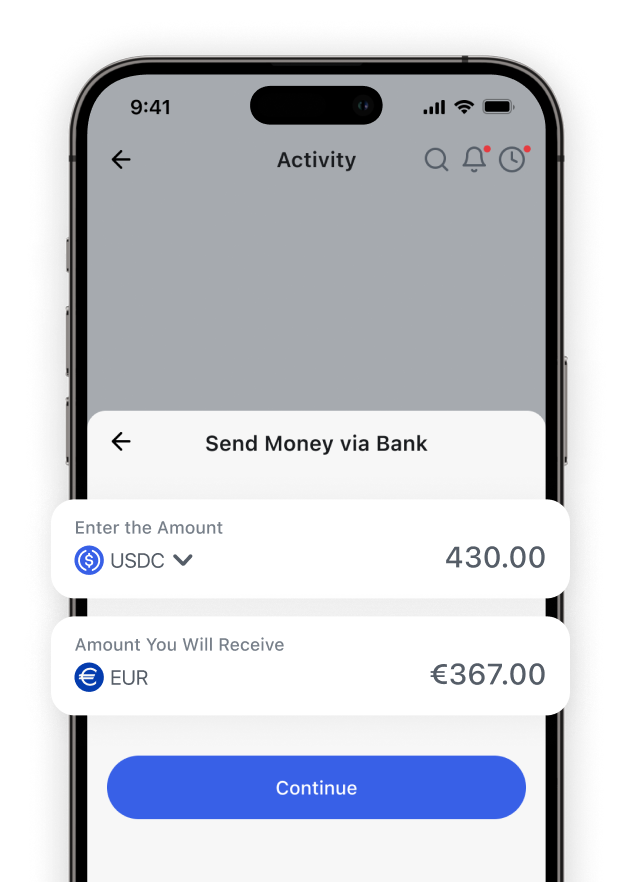 9:41
Activity
Send Money via Bank
Enter the Amount
USDC 430.00
Amount You Will Receive
EUR €367.00
Continue